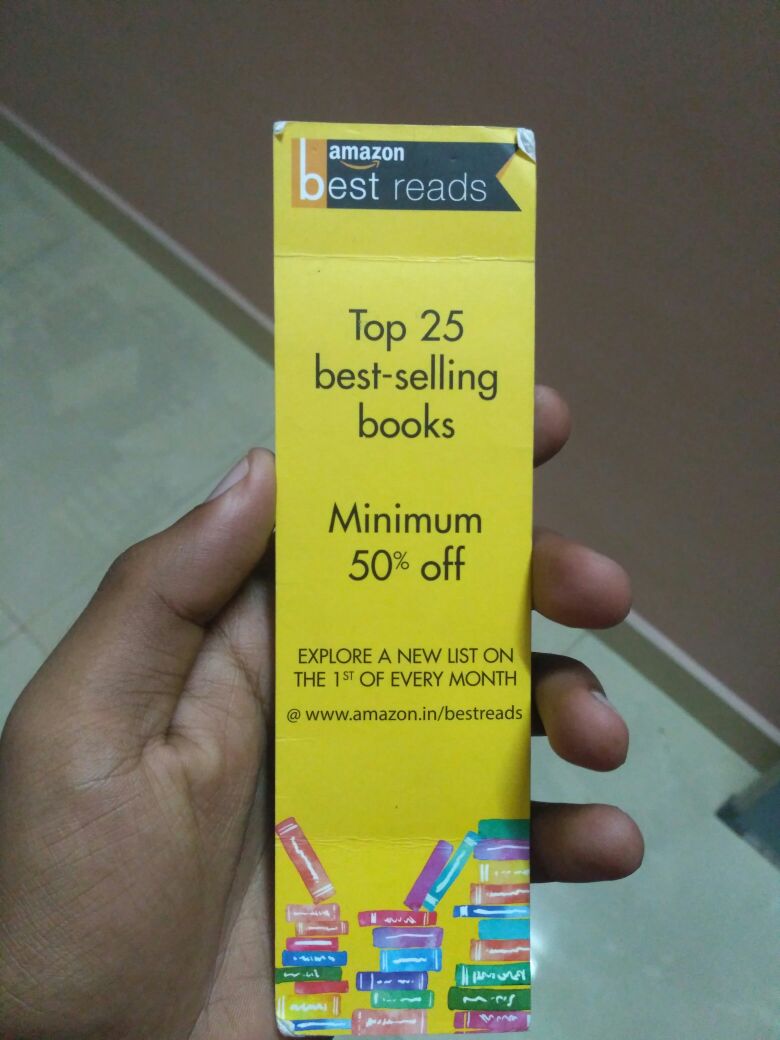 amazon
best reads
Top 25
best-selling
books
Minimum
50% off
EXPLORE A NEW LIST ON
THE 1ST OF EVERY MONTH
@ www.amazon.in/bestreads